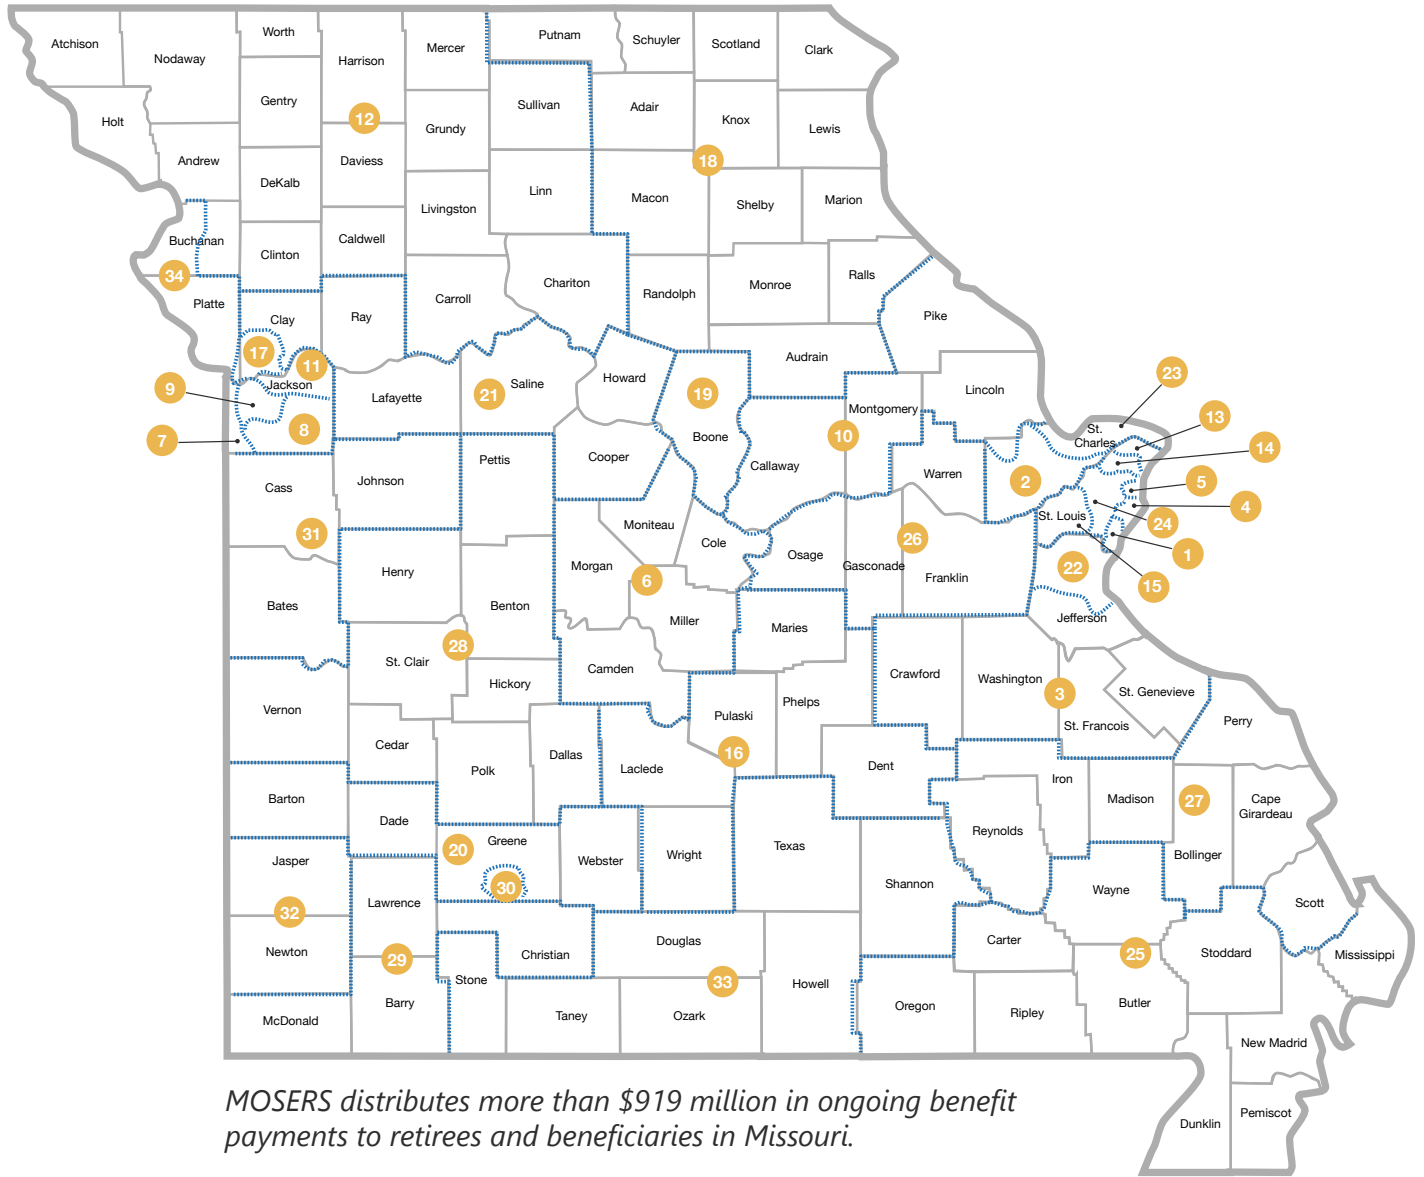 Atchison
Nodaway
Worth
Harrison
Mercer
Putnam
Schuyler
Scotland
Clark
Holt
Gentry
12
Grundy
Sullivan
Adair
Knox
Lewis
Andrew
DeKalb
Daviess
Livingston
Linn
Macon
18
Shelby
Marion
Buchanan
Clinton
Caldwell
34
Platte
Clay
Ray
Carroll
Chariton
Randolph
Monroe
Ralls
Pike
17
11
Jackson
9
8
7
Lafayette
21
Saline
Howard
19
Boone
Audrain
Lincoln
Montgomery
10
Callaway
Warren
23
St.
Charles
13
14
5
4
24
1
15
2
St. Louis
22
Jefferson
Cass
31
Johnson
Pettis
Cooper
Moniteau
Cole
Osage
Gasconade
26
Franklin
Bates
Henry
Benton
Morgan
6
Miller
Maries
28
St. Clair
Hickory
Camden
Pulaski
16
Phelps
Crawford
Washington
3
St. Francois
St. Genevieve
Perry
Vernon
Cedar
Polk
Dallas
Laclede
Dent
Iron
Madison
27
Bollinger
Cape
Girardeau
Barton
Dade
20
Greene
30
Webster
Wright
Texas
Shannon
Reynolds
Wayne
Scott
Mississippi
Jasper
32
Newton
McDonald
Lawrence
29
Barry
Stone
Christian
Taney
Douglas
33
Ozark
Howell
Oregon
Carter
Ripley
25
Butler
Stoddard
New Madrid
Pemiscot
Dunklin
MOSERS distributes more than $919 million in ongoing benefit
payments to retirees and beneficiaries in Missouri.